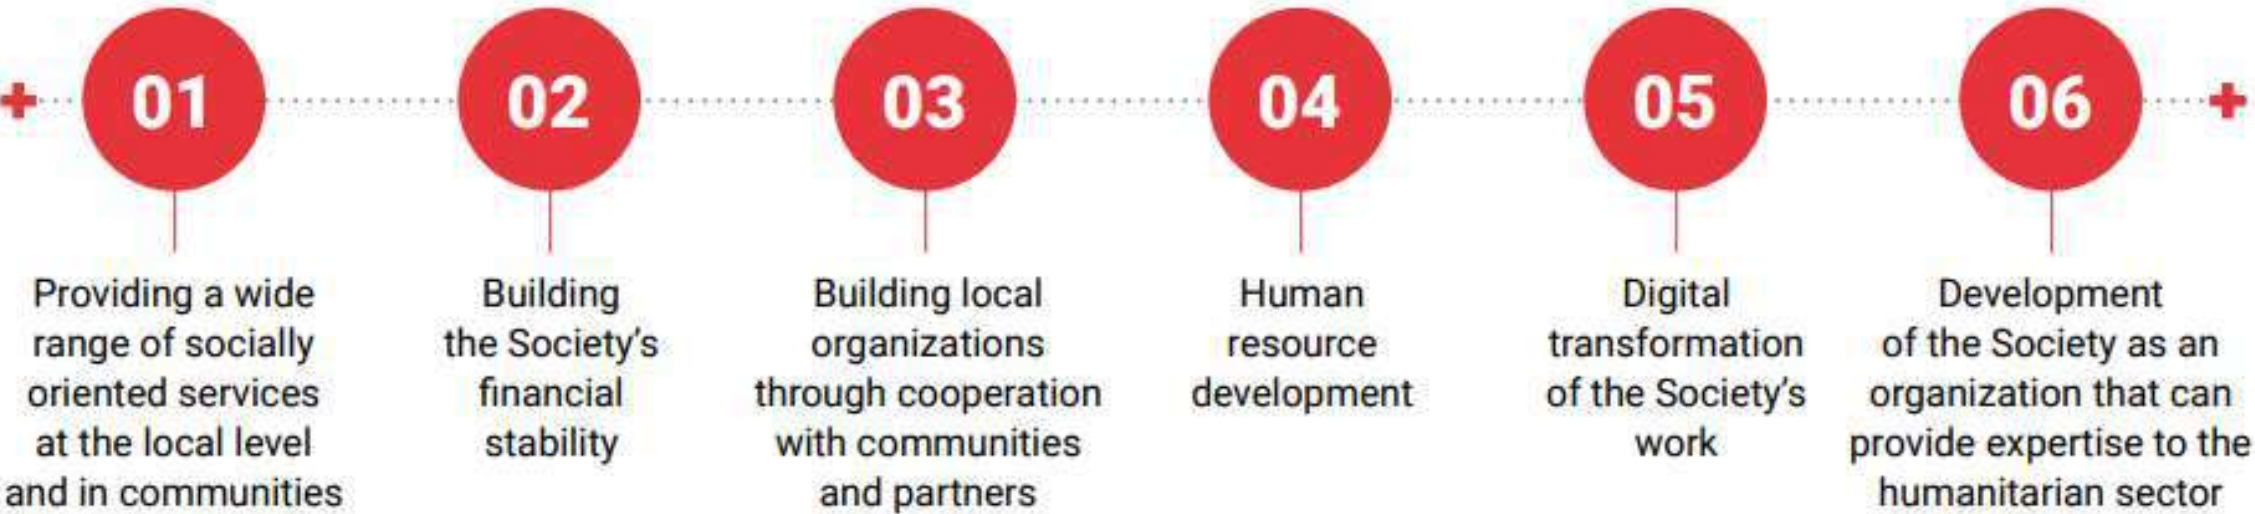 01
Providing a wide
range of socially
oriented services
at the local level
and in communities
02
Building
the Society's
financial
stability
03
Building local
organizations
through cooperation
with communities
and partners
04
Human
resource
development
05
Digital
transformation
of the Society's
work
06
Development
of the Society as an
organization that can
provide expertise to the
humanitarian sector